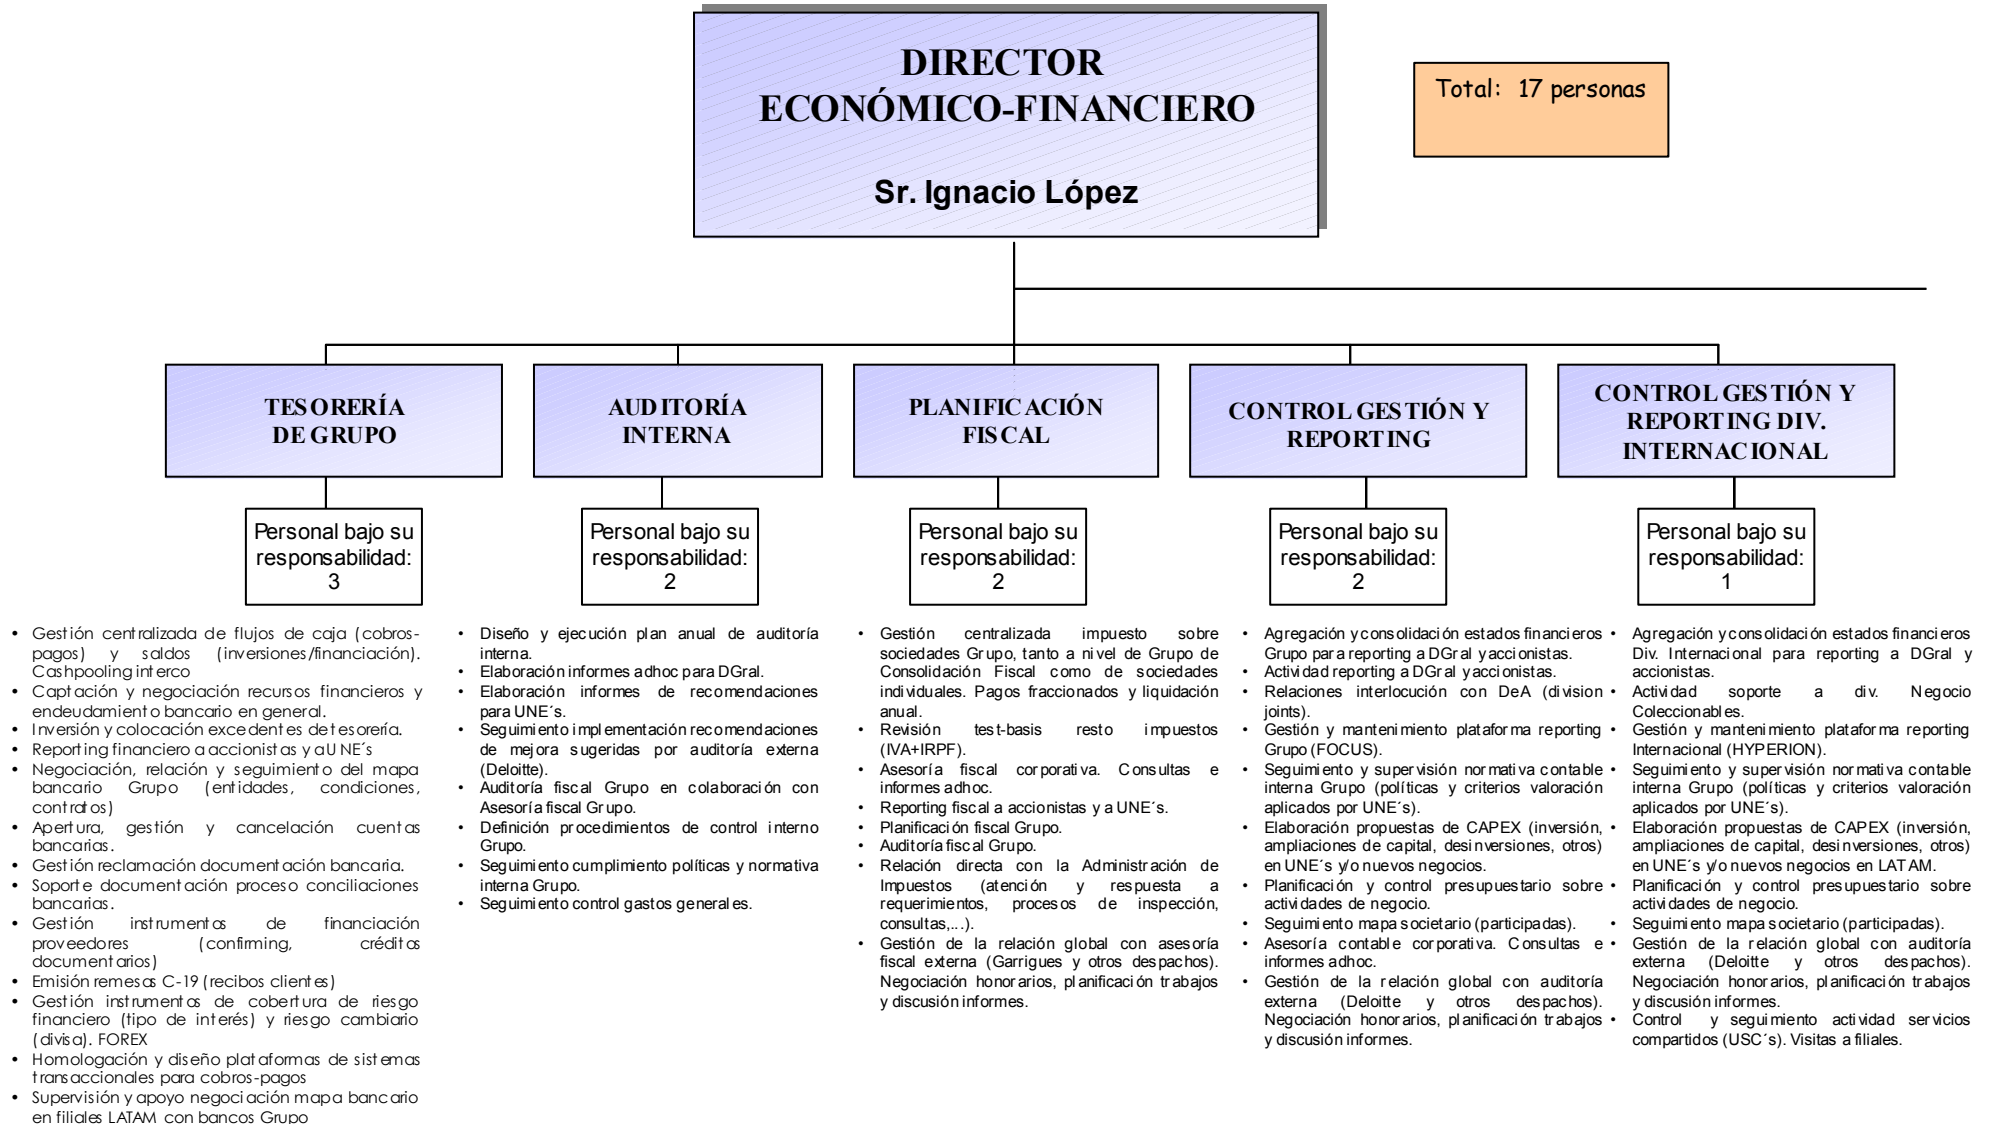 DIRECTOR
ECONÓMICO-FINANCIERO
Sr. Ignacio López
Total: 17 personas
TESORERÍA
DE GRUPO
Personal bajo su
responsabilidad:
3
• Gestión centralizada de flujos de caja (cobros-
pagos) y saldos (inversiones/financiación).
Cashpooling interco
• Captación y negociación recursos financieros y
endeudamiento bancario en general.
• Inversión y colocación excedentes de tesorería.
• Reporting financiero a accionistas y a UNE´s
• Negociación, relación y seguimiento del mapa
bancario Grupo (entidades, condiciones,
contratos)
• Apertura, gestión y cancelación cuentas
bancarias.
• Gestión reclamación documentación bancaria.
• Soporte documentación proceso conciliaciones
bancarias.
• Gestión instrumentos de financiación
proveedores (confirming, créditos
documentarios)
• Emisión remesas C-19 (recibos clientes)
• Gestión instrumentos de cobertura de riesgo
financiero (tipo de interés) y riesgo cambiario
(divisa). FOREX
• Homologación y diseño plataformas de sistemas
transaccionales para cobros-pagos
• Supervisión y apoyo negociación mapa bancario
en filiales LATAM con bancos Grupo
AUDITORÍA
INTERNA
Personal bajo su
responsabilidad:
2
• Diseño y ejecución plan anual de auditoría
interna.
• Elaboración informes adhoc para DGral.
• Elaboración informes de recomendaciones
para UNE´s.
• Seguimiento implementación recomendaciones
de mejora sugeridas por auditoría externa
(Deloitte).
• Auditoría fiscal Grupo en colaboración con
Asesoría fiscal Grupo.
• Definición procedimientos de control interno
Grupo.
• Seguimiento cumplimiento políticas y normativa
interna Grupo.
• Seguimiento control gastos generales.
PLANIFICACIÓN
FISCAL
Personal bajo su
responsabilidad:
2
• Gestión centralizada impuesto sobre
sociedades Grupo, tanto a nivel de Grupo de
Consolidación Fiscal como de sociedades
individuales. Pagos fraccionados y liquidación
anual.
• Revisión test-basis resto impuestos
(IVA+IRPF).
• Asesoría fiscal corporativa. Consultas e
informes adhoc.
• Reporting fiscal a accionistas y a UNE´s.
• Planificación fiscal Grupo.
• Auditoría fiscal Grupo.
• Relación directa con la Administración de
Impuestos (atención y respuesta a
requerimientos, procesos de inspección,
consultas,...).
• Gestión de la relación global con asesoría
fiscal externa (Garrigues y otros despachos).
Negociación honorarios, planificación trabajos
y discusión informes.
CONTROL GESTIÓN Y
REPORTING
Personal bajo su
responsabilidad:
2
• Agregación y consolidación estados financieros
Grupo para reporting a DGral y accionistas.
• Actividad reporting a DGral y accionistas.
• Relaciones interlocución con DeA (division
joints).
• Gestión y mantenimiento plataforma reporting
Grupo (FOCUS).
• Seguimiento y supervisión normativa contable
interna Grupo (políticas y criterios valoración
aplicados por UNE´s).
• Elaboración propuestas de CAPEX (inversión,
ampliaciones de capital, desinversiones, otros)
en UNE´s y/o nuevos negocios.
• Planificación y control presupuestario sobre
actividades de negocio.
• Seguimiento mapa societario (participadas).
• Asesoría contable corporativa. Consultas e
informes adhoc.
• Gestión de la relación global con auditoría
externa (Deloitte y otros despachos).
Negociación honorarios, planificación trabajos
y discusión informes.
CONTROL GESTIÓN Y
REPORTING DIV.
INTERNACIONAL
Personal bajo su
responsabilidad:
1
• Agregación y consolidación estados financieros
Div. Internacional para reporting a DGral y
accionistas.
• Actividad soporte a div. Negocio
Coleccionables.
• Gestión y mantenimiento plataforma reporting
Internacional (HYPERION).
• Seguimiento y supervisión normativa contable
interna Grupo (políticas y criterios valoración
aplicados por UNE´s).
• Elaboración propuestas de CAPEX (inversión,
ampliaciones de capital, desinversiones, otros)
en UNE´s y/o nuevos negocios en LATAM.
• Planificación y control presupuestario sobre
actividades de negocio.
• Seguimiento mapa societario (participadas).
• Gestión de la relación global con auditoría
externa (Deloitte y otros despachos).
Negociación honorarios, planificación trabajos
y discusión informes.
• Control y seguimiento actividad servicios
compartidos (USC´s). Visitas a filiales.